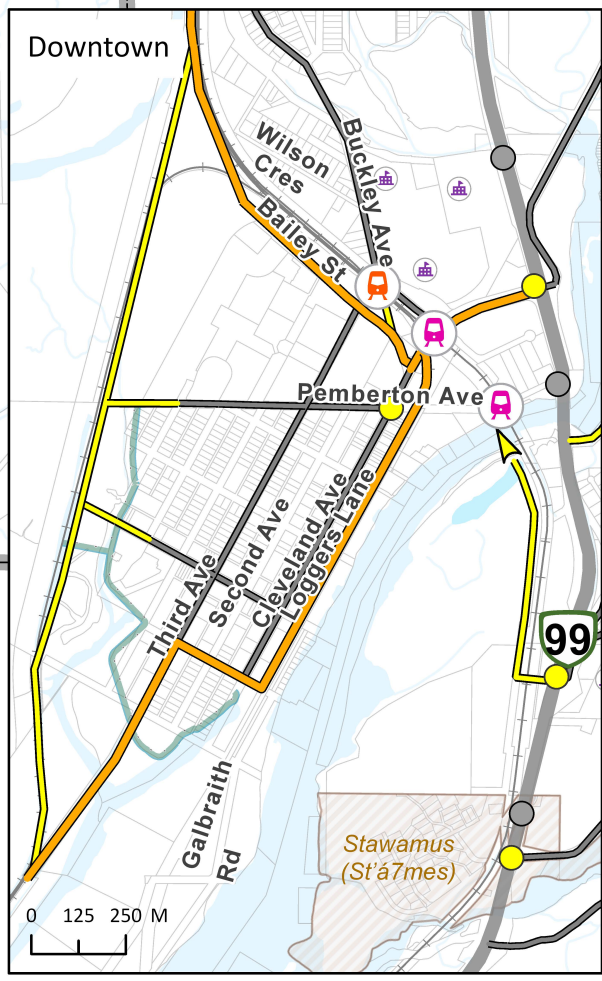 Downtown
Wilson
Cres
Buckley Ave
Bailey St
Pemberton Ave
Third Ave
Second Ave
Cleveland Ave
Loggers Lane
99
Galbraith
Rd
Stawamus
(St'á7mes)
0 125 250 M